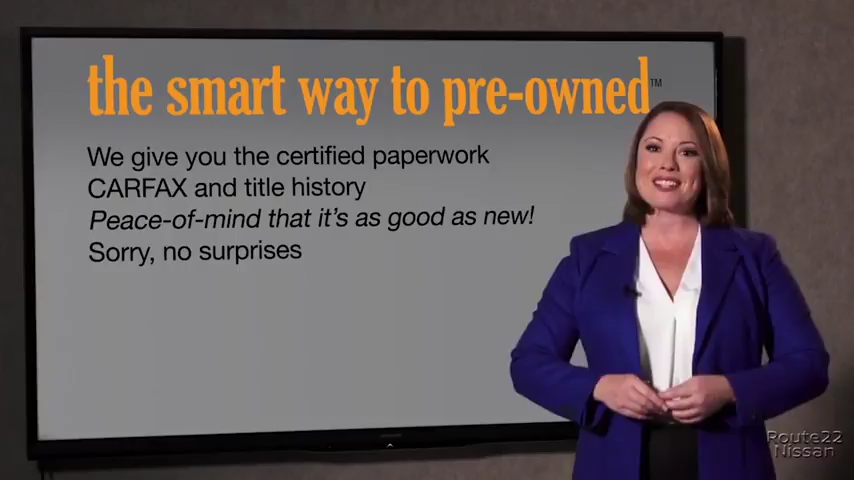 the smart way to pre-owned™
We give you the certified paperwork
CARFAX and title history
Peace-of-mind that it's as good as new!
Sorry, no surprises
Route22
Nissan